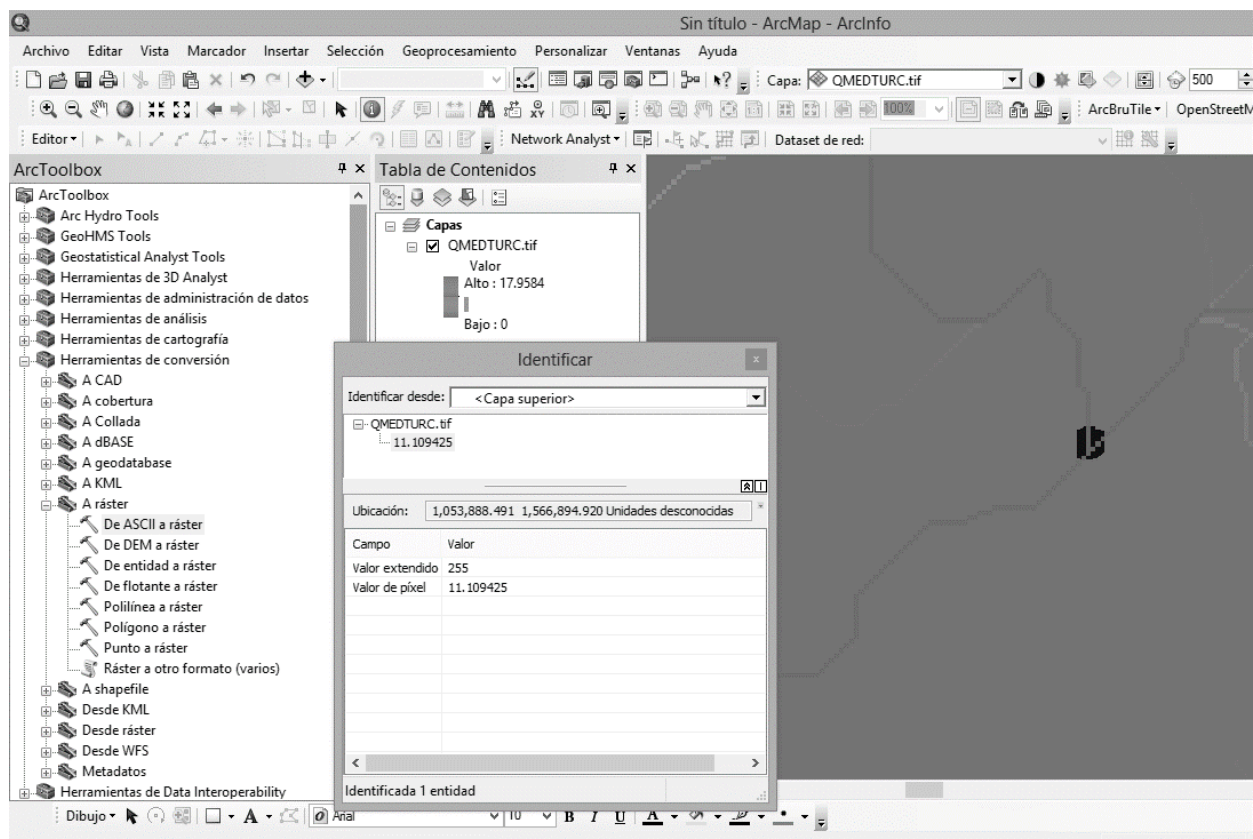 Sin título - ArcMap - ArcInfo
Archivo Editar Vista Marcador Insertar Selección Geoprocesamiento Personalizar Ventanas Ayuda
Capa: QMEDTURC.tif 500
100% ArcBruTile OpenStreetM
Editor Network Analyst Dataset de red:
ArcToolbox
ArcToolbox
Arc Hydro Tools
GeoHMS Tools
Geostatistical Analyst Tools
Herramientas de 3D Analyst
Herramientas de administración de datos
Herramientas de análisis
Herramientas de cartografía
Herramientas de conversión
A CAD
A cobertura
A Collada
A dBASE
A geodatabase
A KML
A ráster
De ASCII a ráster
De DEM a ráster
De entidad a ráster
De flotante a ráster
Polilínea a ráster
Polígono a ráster
Punto a ráster
Ráster a otro formato (varios)
A shapefile
Desde KML
Desde ráster
Desde WFS
Metadatos
Herramientas de Data Interoperability
Tabla de Contenidos
Capas
QMEDTURC.tif
Valor
Alto : 17.9584
Bajo : 0
Identificar
Identificar desde: <Capa superior>
QMEDTURC.tif
11.109425
Ubicación: 1,053,888.491 1,566,894.920 Unidades desconocidas
Campo Valor
Valor extendido 255
Valor de píxel 11.109425
Identificada 1 entidad
Dibujo A Arial 10 B I U A